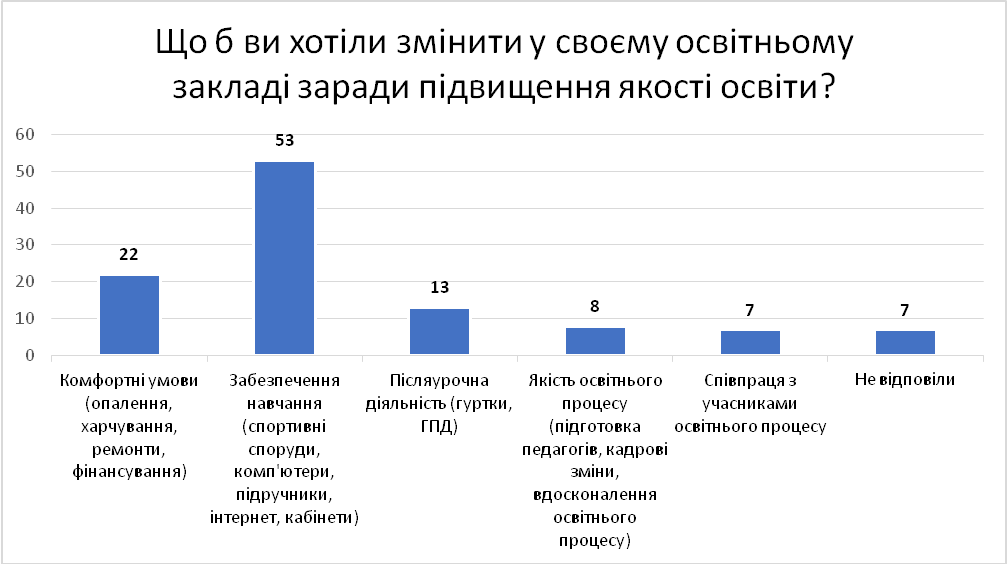 Що б ви хотіли змінити у своєму освітньому
закладі заради підвищення якості освіти?
60
50
40
30
20
10
0
22
53
13
8
7
7
Комфортні умови
(опалення,
харчування,
ремонти,
фінансування)
Забезпечення
навчання
(спортивні
споруди,
комп'ютери,
підручники,
інтернет, кабінети)
Післяурочна
діяльність (гуртки,
ГПД)
Якість освітнього
процесу
(підготовка
педагогів, кадрові
зміни,
вдосконалення
освітнього
процесу)
Співпраця з
учасниками
освітнього процесу
Не відповіли